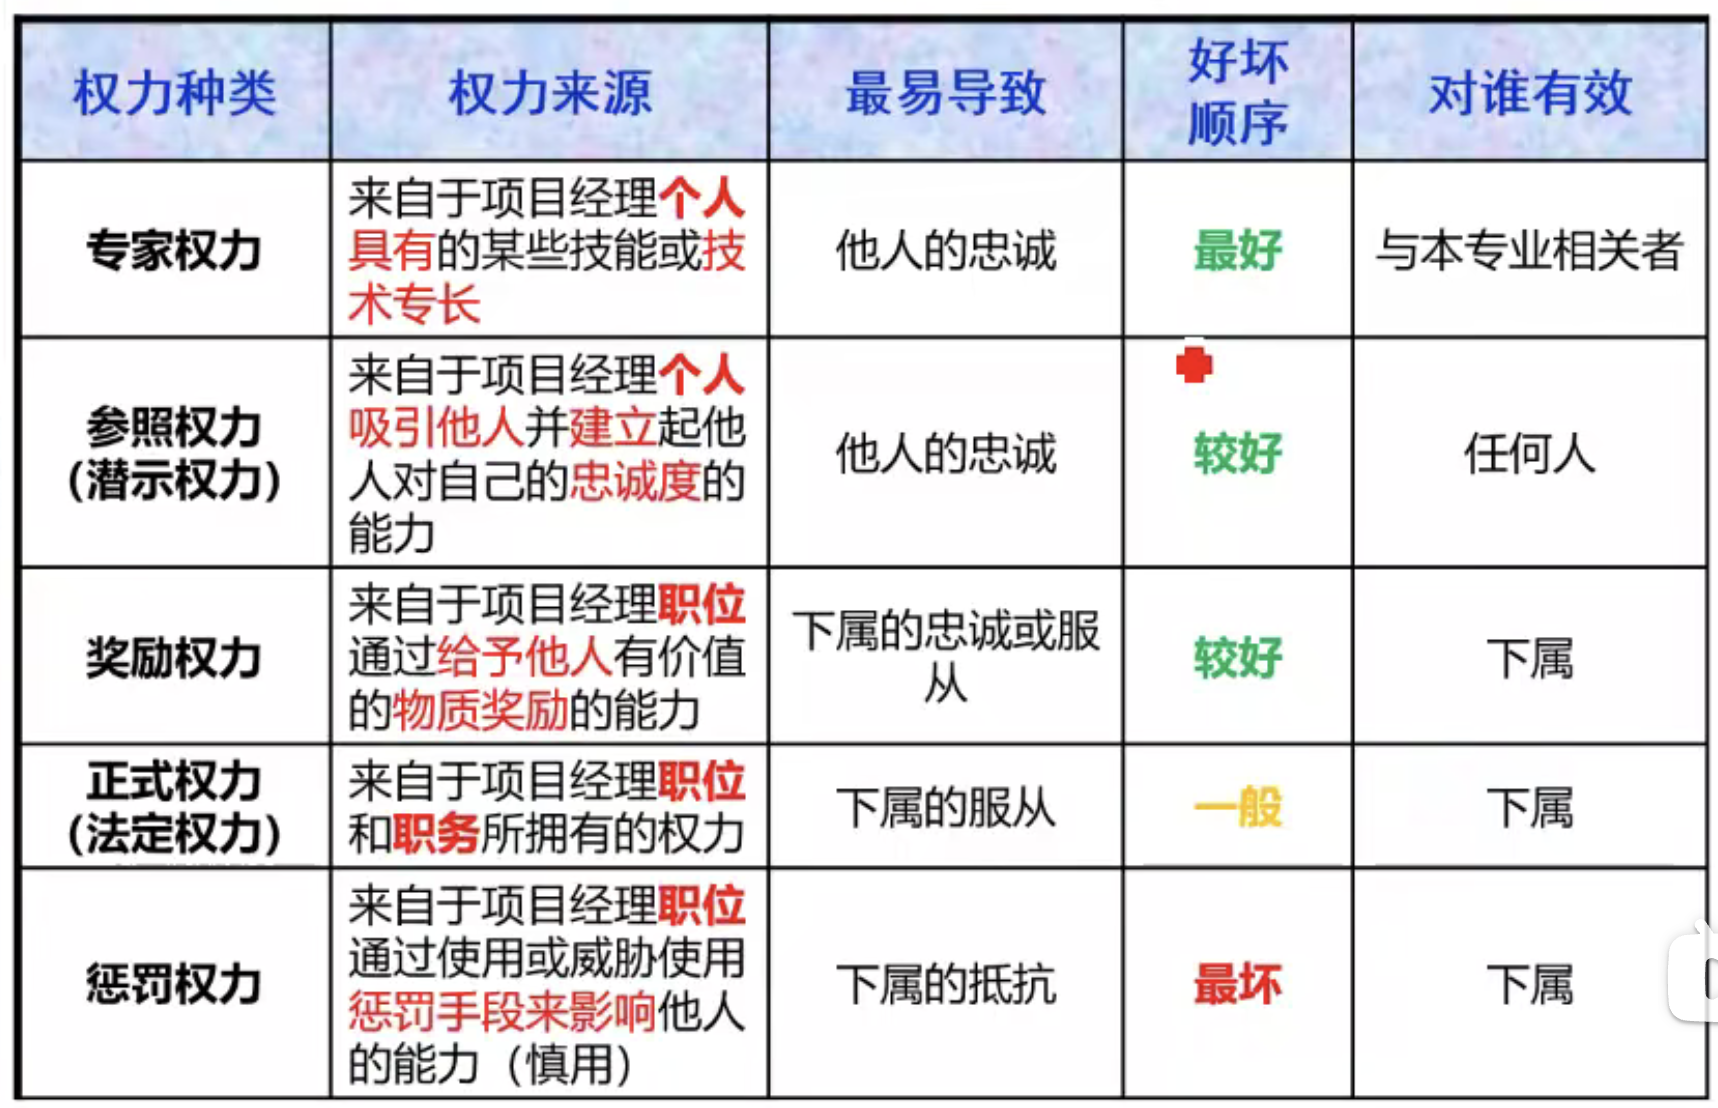 权力种类
权力来源
最易导致
好坏
顺序
对谁有效
专家权力
来自于项目经理个人
具有的某些技能或技
术专长
他人的忠诚
最好
与本专业相关者
参照权力
(潜示权力)
来自于项目经理个人
吸引他人并建立起他
人对自己的忠诚度的
能力
他人的忠诚
较好
任何人
奖励权力
来自于项目经理职位
通过给予他人有价值
的物质奖励的能力
下属的忠诚或服
从
较好
下属
正式权力
(法定权力)
来自于项目经理职位
和职务所拥有的权力
下属的服从
一般
下属
惩罚权力
来自于项目经理职位
通过使用或威胁使用
惩罚手段来影响他人
的能力（慎用）
下属的抵抗
最坏
下属